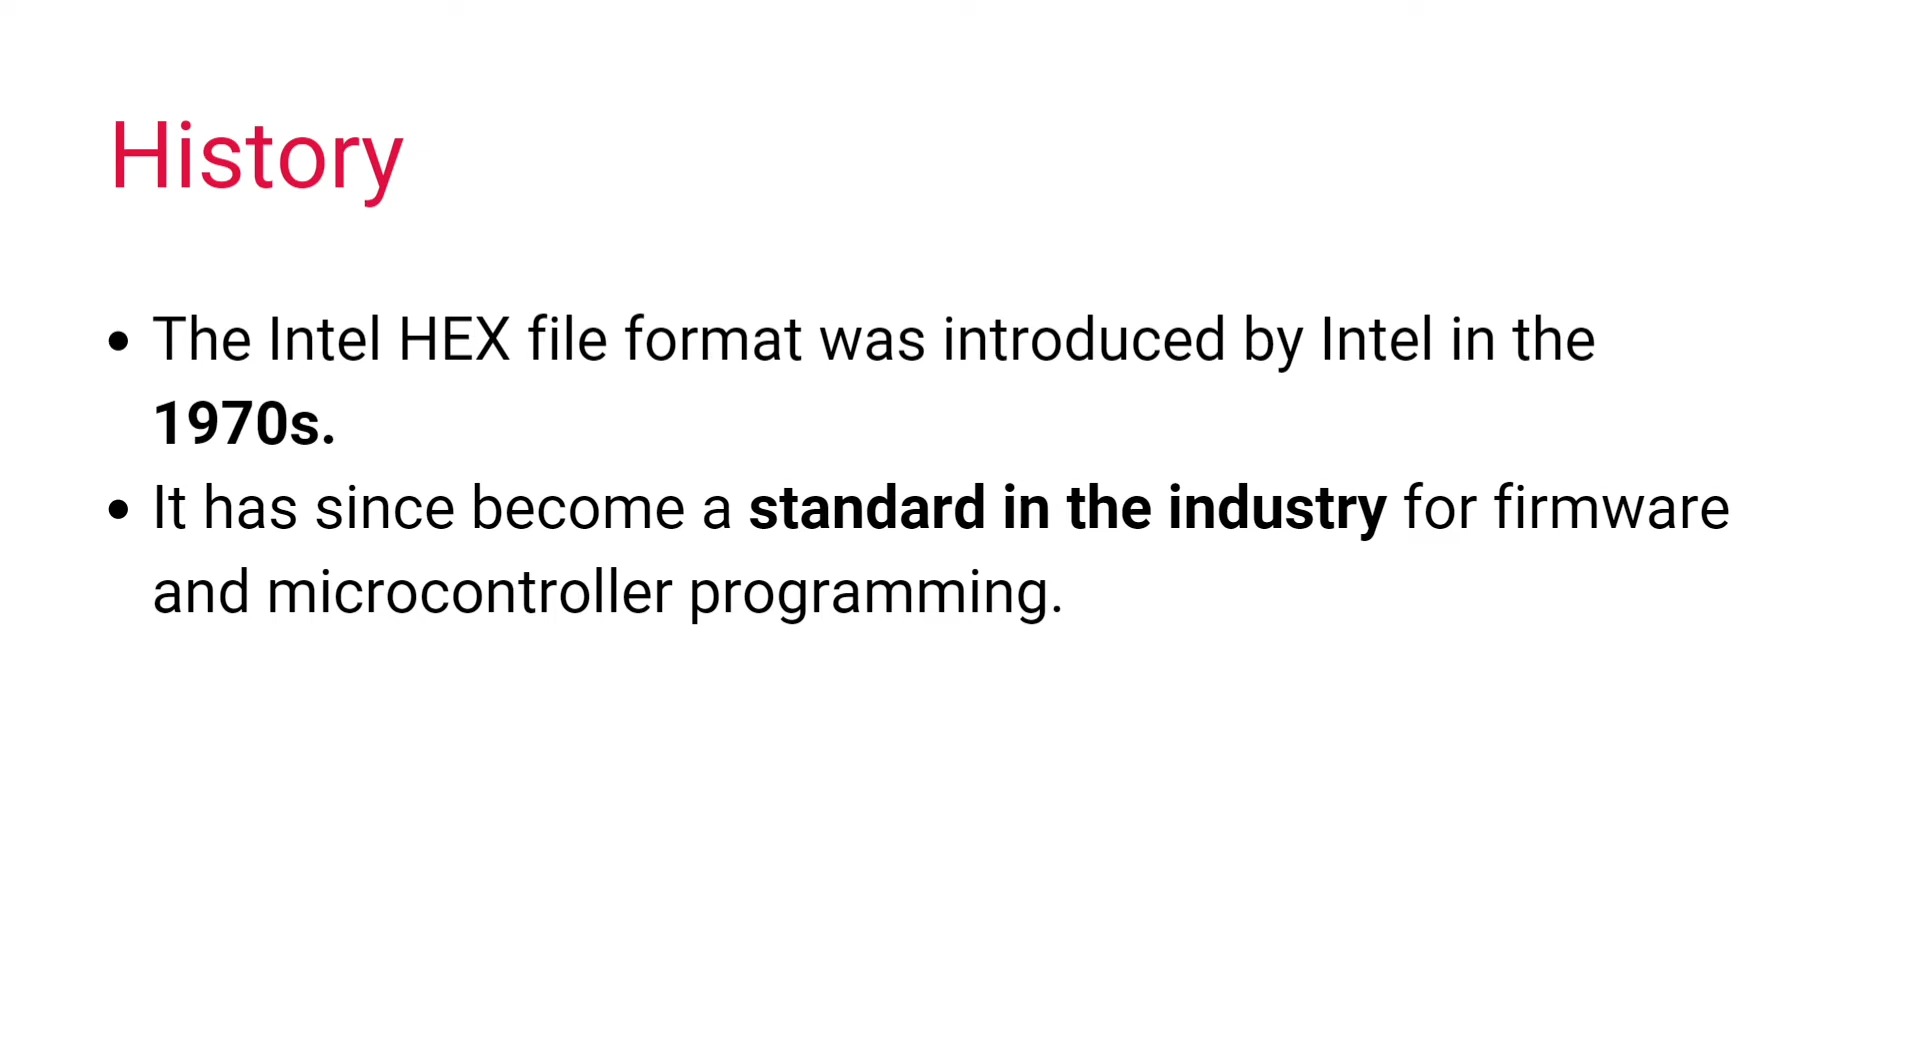 History
• The Intel HEX file format was introduced by Intel in the
1970s.
• It has since become a standard in the industry for firmware
and microcontroller programming.